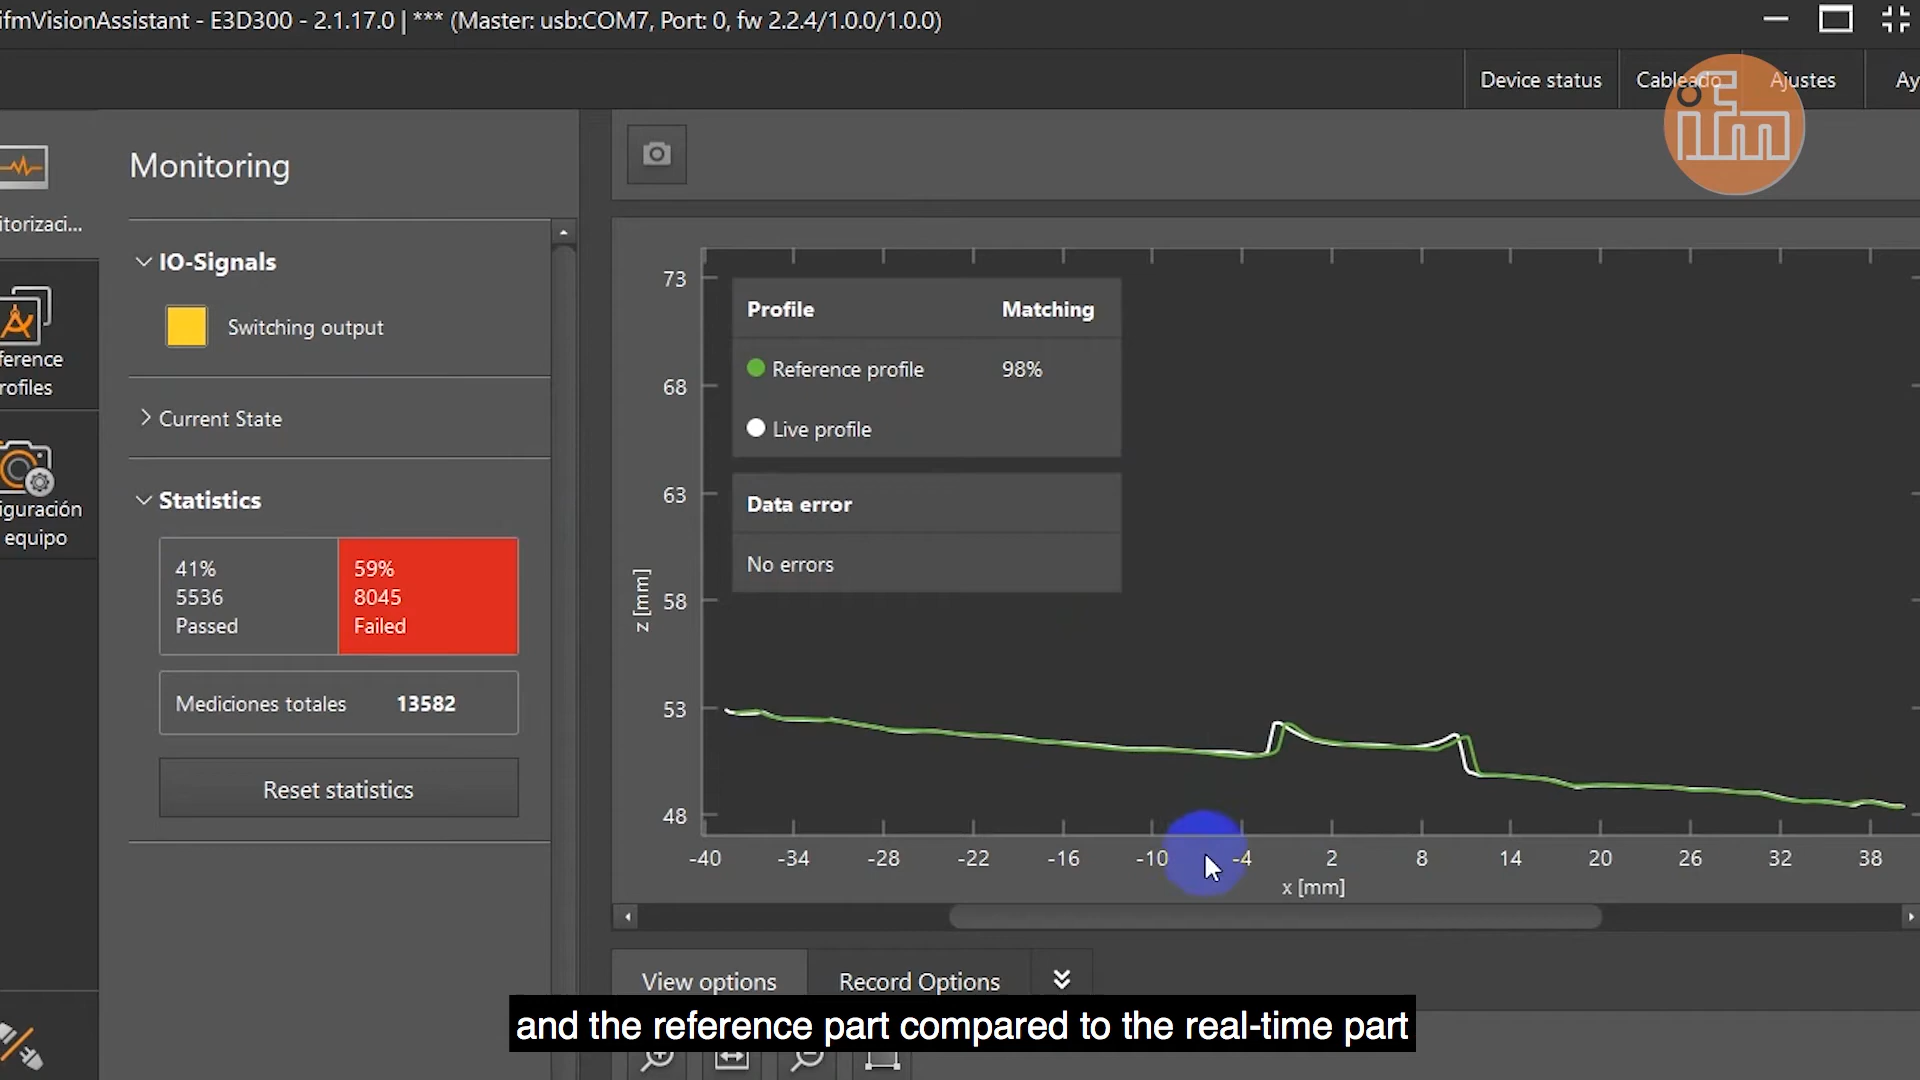 ifmVisionAssistant - E3D300 - 2.1.17.0 | *** (Master: usb:COM7, Port: 0, fw 2.2.4/1.0.0/1.0.0)
Device status
Cableado
Ajustes
Ay
ifm
Monitoring
itorizaci...
IO-Signals
Switching output
ference
rofiles
Current State
iguración
equipo
Statistics
41%
5536
Passed
59%
8045
Failed
Mediciones totales 13582
Reset statistics
Profile Matching
Reference profile 98%
Live profile
Data error
No errors
z [mm]
73
68
63
58
53
48
-40 -34 -28 -22 -16 -10 -4 2 8 14 20 26 32 38
x [mm]
View options
Record Options
and the reference part compared to the real-time part